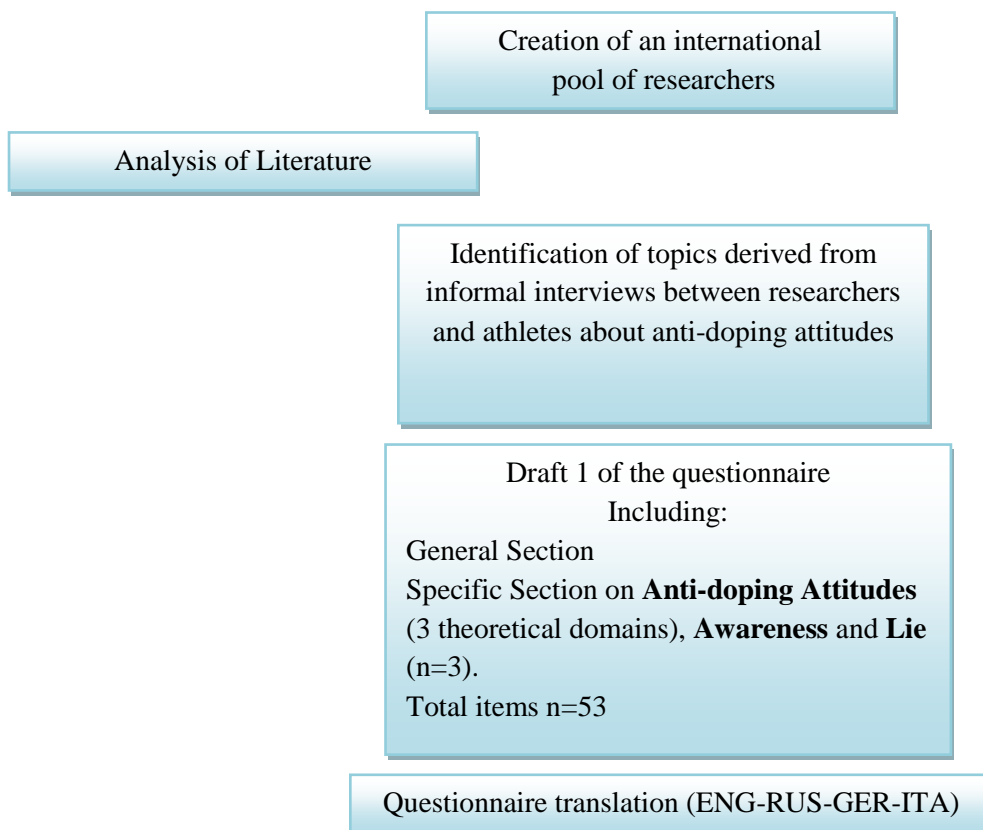 Creation of an international
pool of researchers
Analysis of Literature
Identification of topics derived from
informal interviews between researchers
and athletes about anti-doping attitudes
Draft 1 of the questionnaire
Including:
General Section
Specific Section on Anti-doping Attitudes
(3 theoretical domains), Awareness and Lie
(n=3).
Total items n=53
Questionnaire translation (ENG-RUS-GER-ITA)